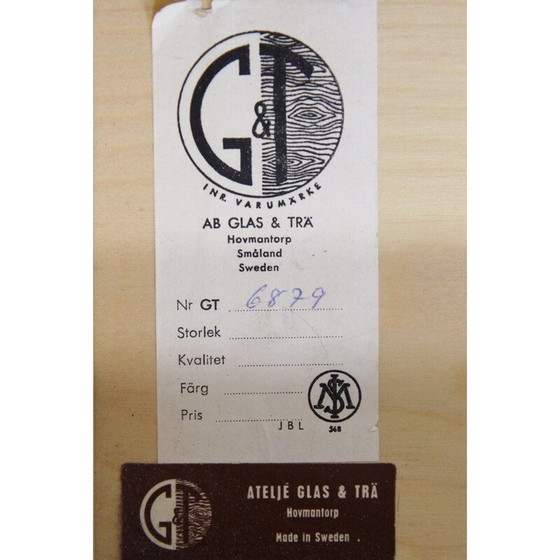 G&T
INR. VARUMÄRKE
AB GLAS & TRÄ
Hovmantorp
Småland
Sweden
Nr GT 6879
Storlek
Kvalitet
Färg
Pris
JBL
568
G&T
ATELJÉ GLAS & TRÄ
Hovmantorp
Made in Sweden .